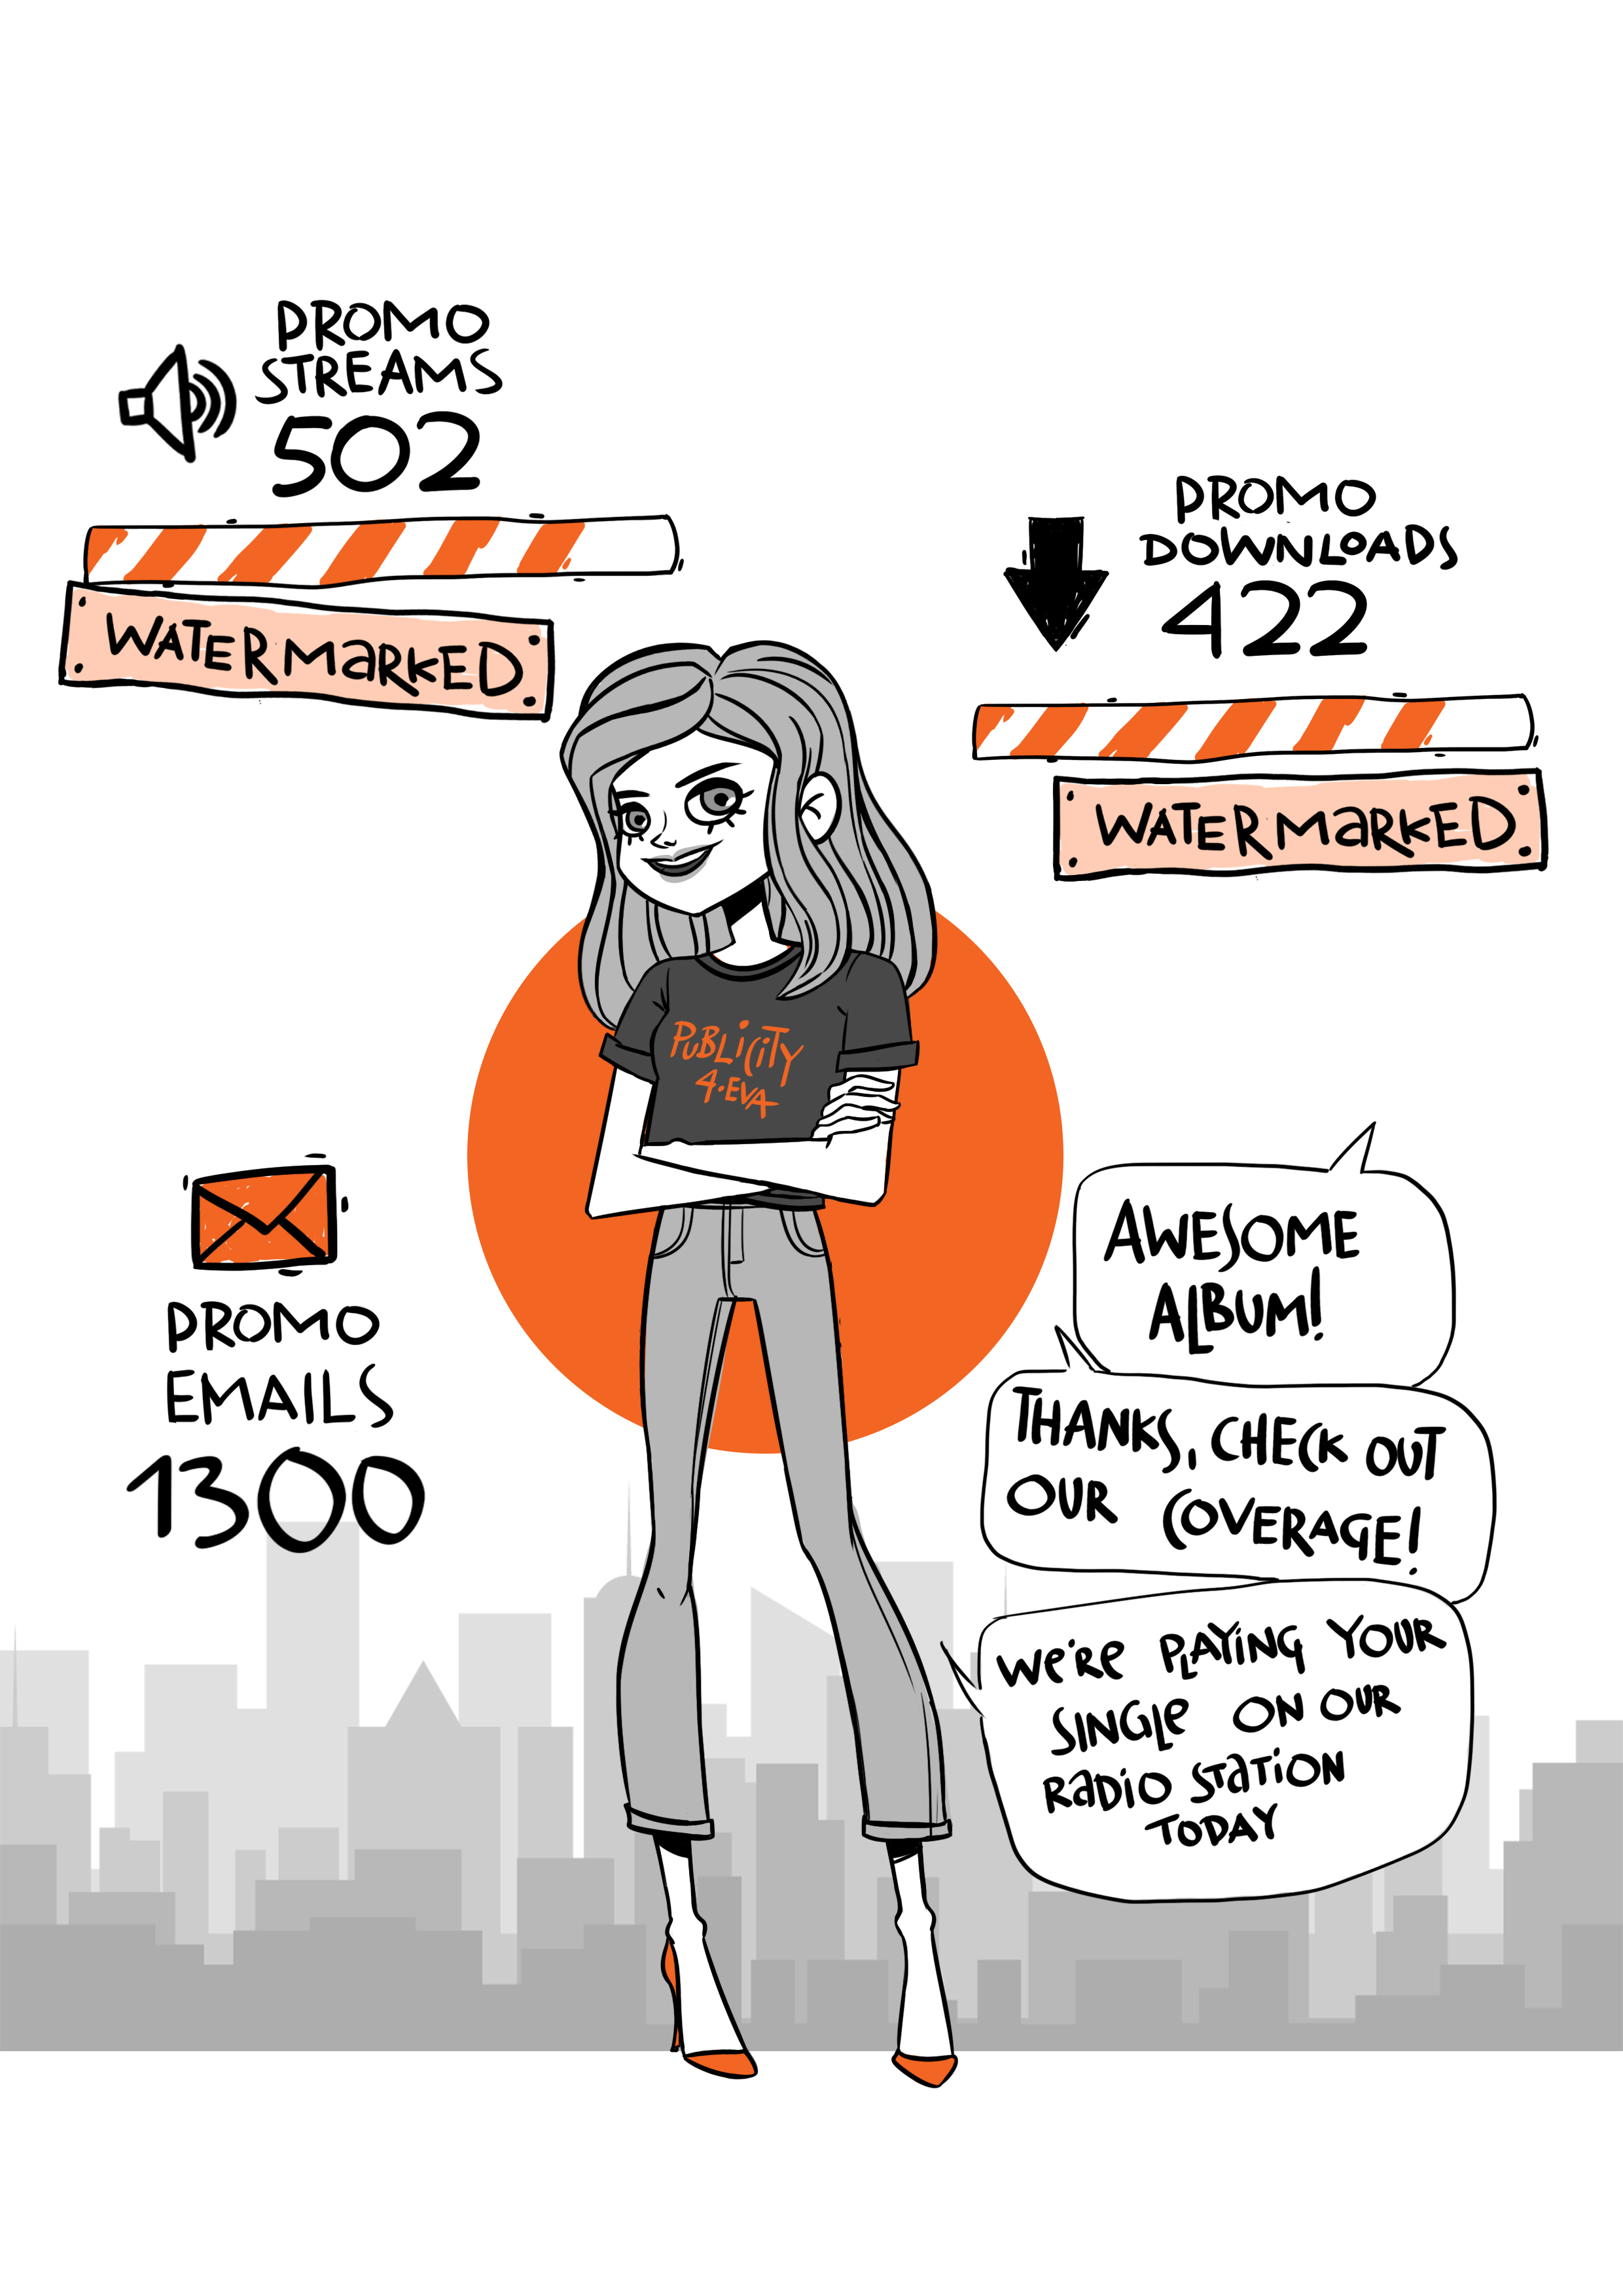 PROMO
STREAMS
502
WATERMARKED
PROMO
DOWNLOADS
422
WATERMARKED
PUBLiCiTY
4·EVA
PROMO
EMAILS
1300
AWESOME
ALBUM!
THANKS, CHECK OUT
OUR COVERAGE!
We're PLAYiNG YOUR
SINGLe ON OUR
RaDiO STaTiON
TODAY